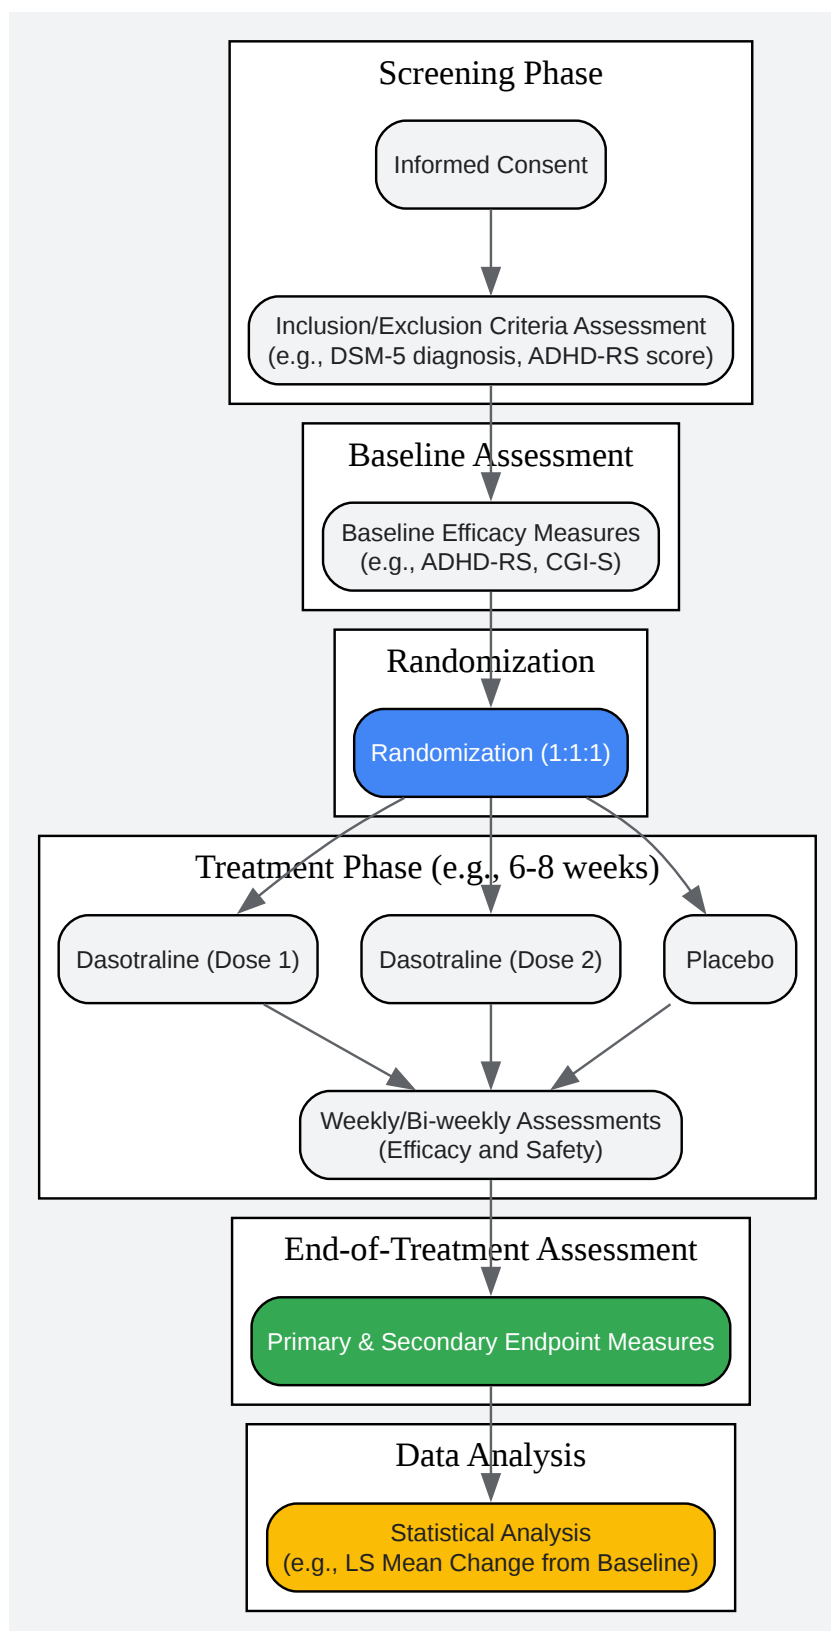 Screening Phase
Informed Consent
Inclusion/Exclusion Criteria Assessment
(e.g., DSM-5 diagnosis, ADHD-RS score)
Baseline Assessment
Baseline Efficacy Measures
(e.g., ADHD-RS, CGI-S)
Randomization
Randomization (1:1:1)
Treatment Phase (e.g., 6-8 weeks)
Dasotraline (Dose 1)
Dasotraline (Dose 2)
Placebo
Weekly/Bi-weekly Assessments
(Efficacy and Safety)
End-of-Treatment Assessment
Primary & Secondary Endpoint Measures
Data Analysis
Statistical Analysis
(e.g., LS Mean Change from Baseline)